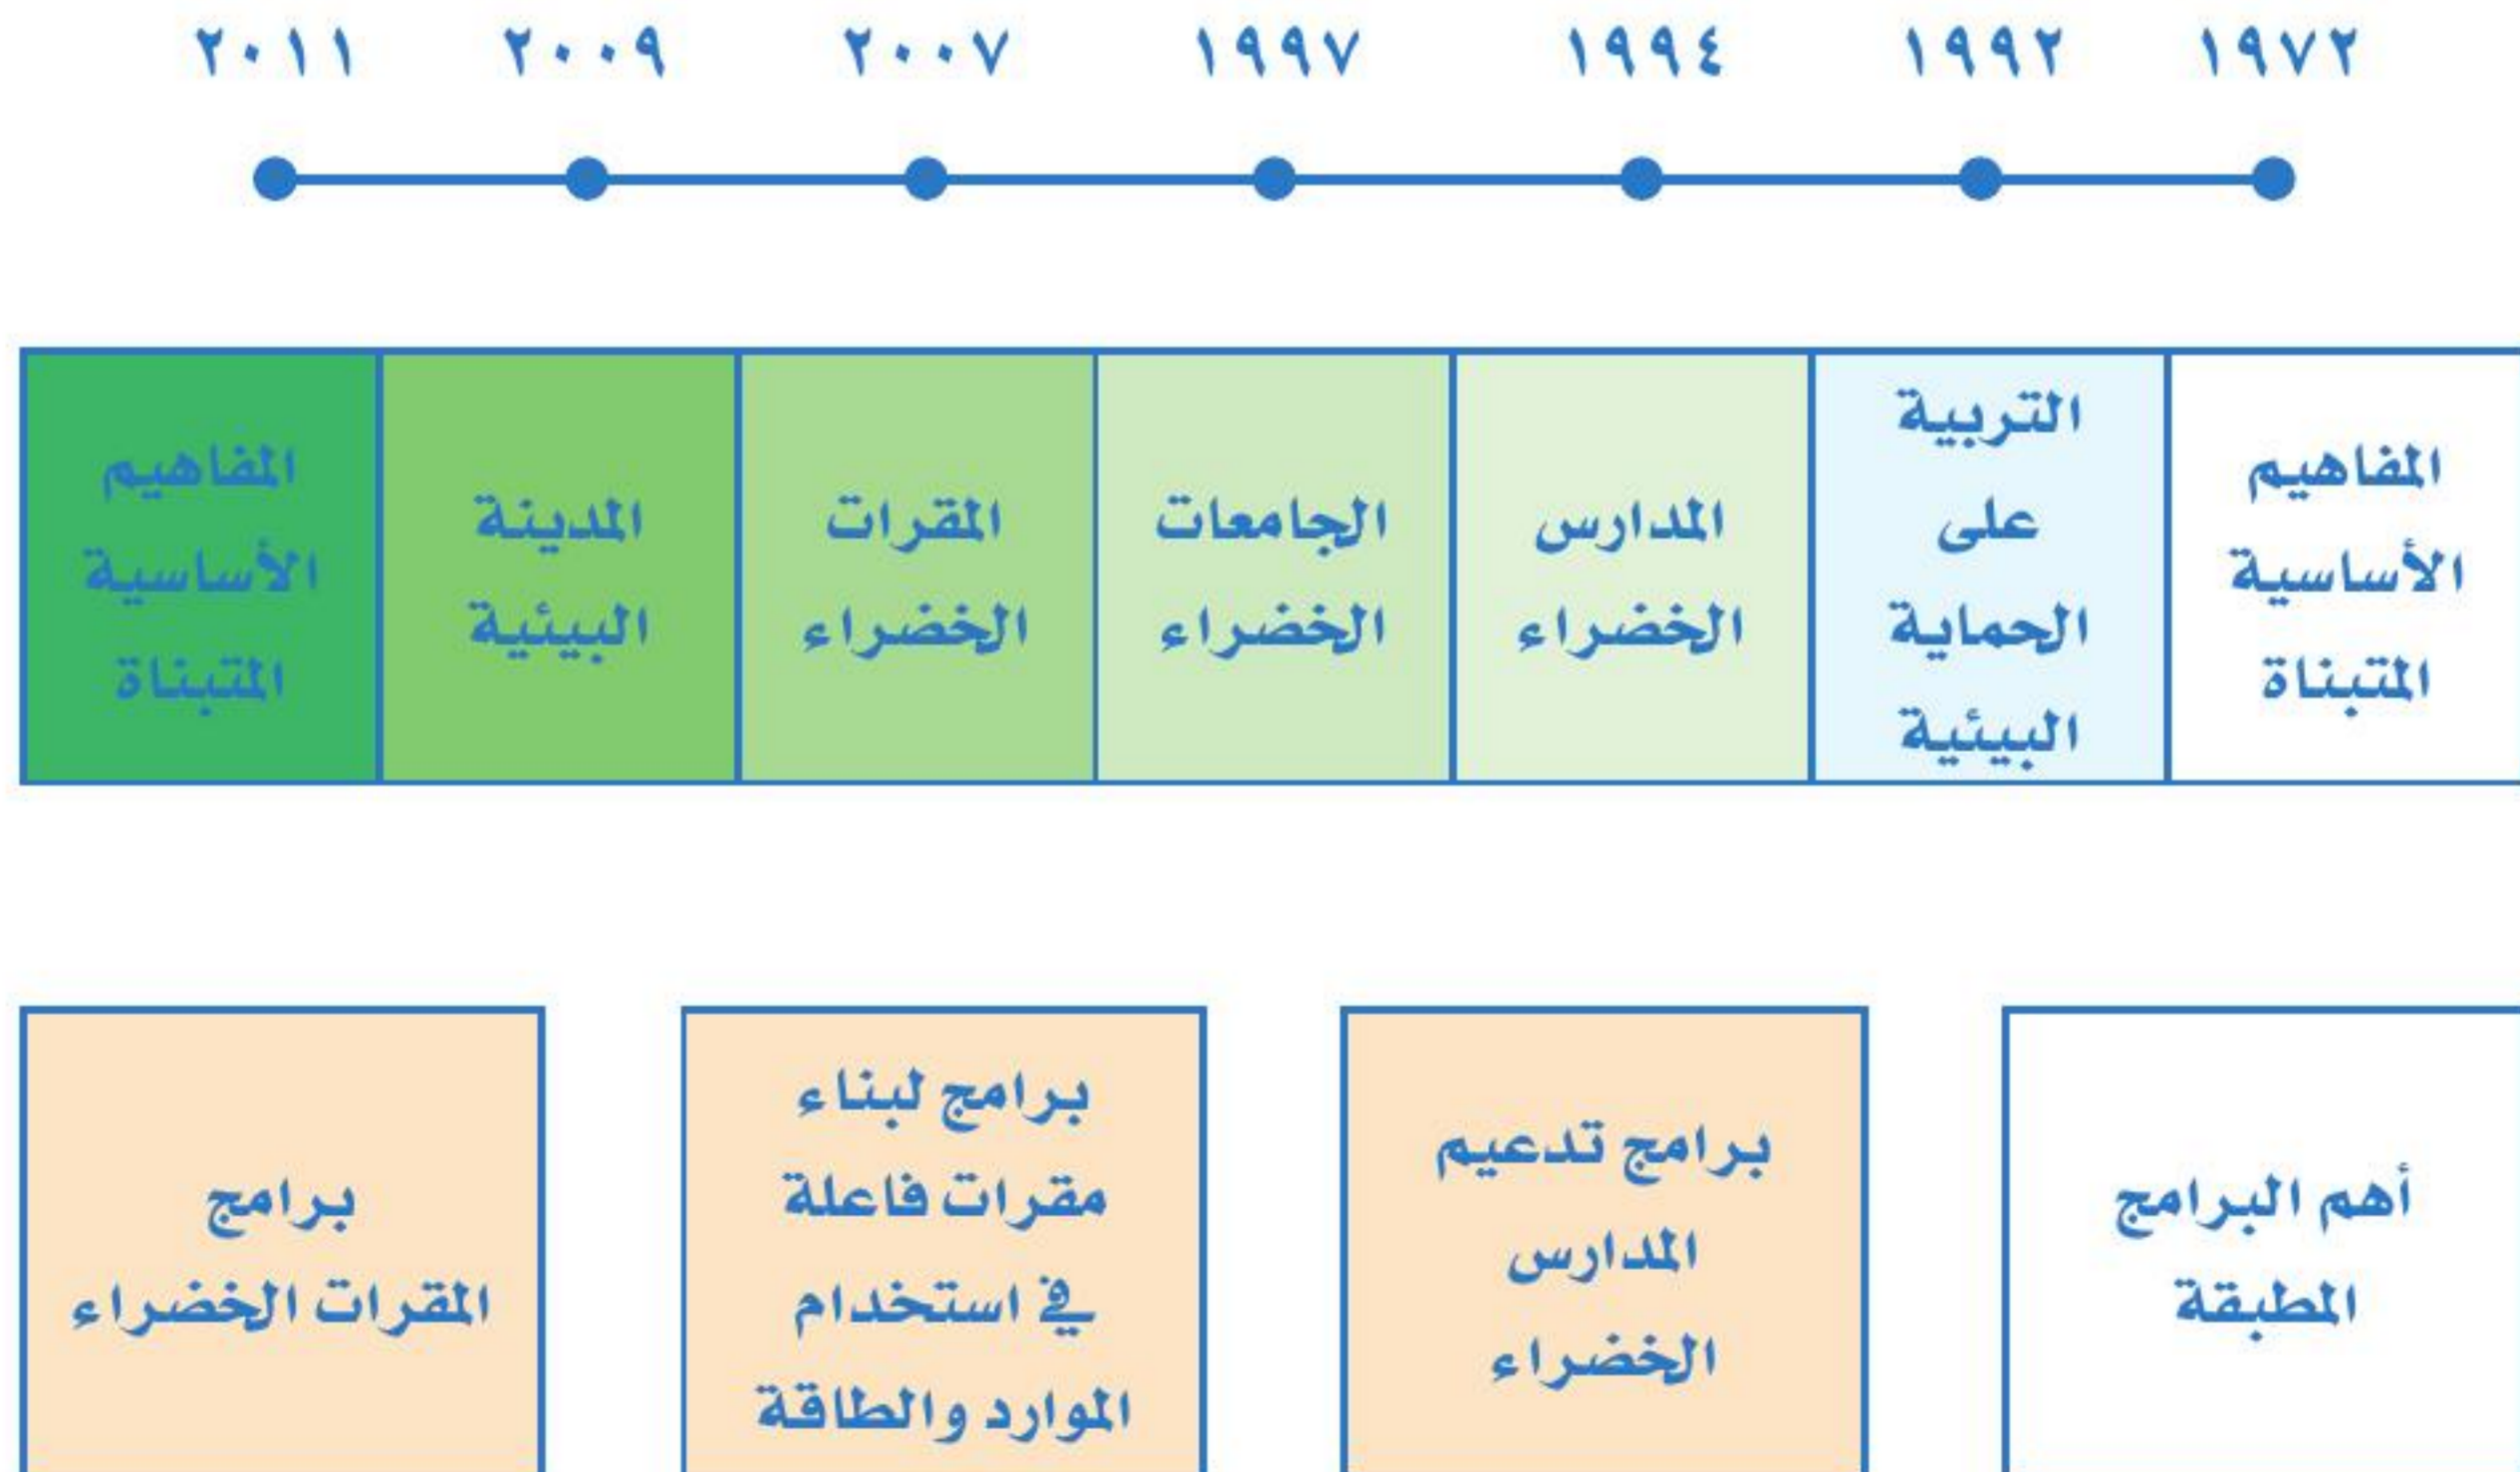 ١٩٧٢ ١٩٩٢ ١٩٩٤ ١٩٩٧ ٢٠٠٧ ٢٠٠٩ ٢٠١١
المفاهيم
الأساسية
المتبناة
التربية
على
الحماية
البيئية
المدارس
الخضراء
الجامعات
الخضراء
المقرات
الخضراء
المدينة
البيئية
المفاهيم
الأساسية
المتبناة
أهم البرامج
المطبقة
برامج تدعيم
المدارس
الخضراء
برامج لبناء
مقرات فاعلة
في استخدام
الموارد والطاقة
برامج
المقرات الخضراء